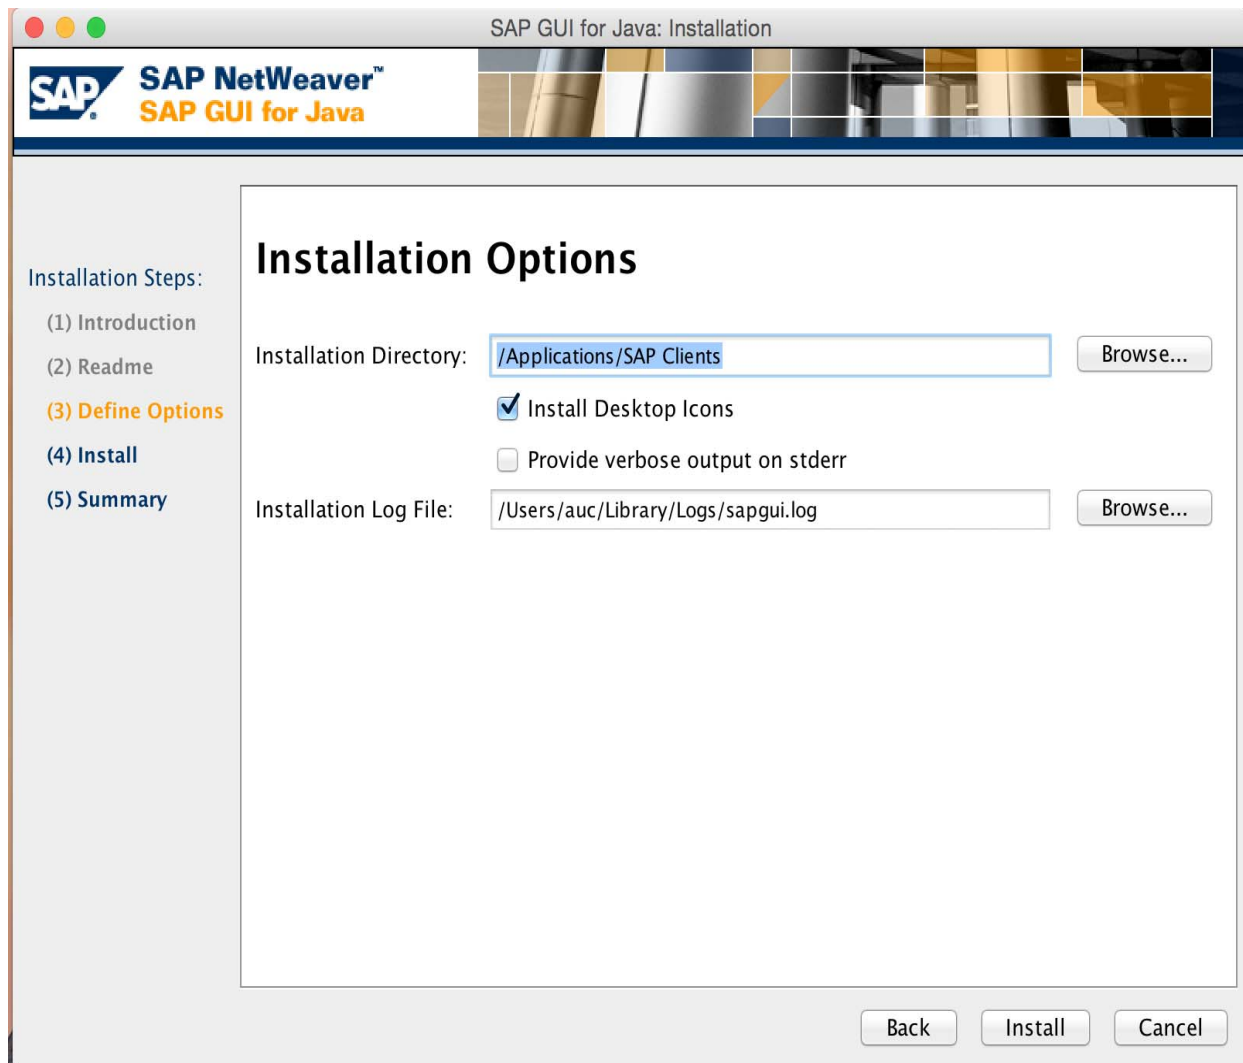 SAP GUI for Java: Installation
SAP
SAP NetWeaver™
SAP GUI for Java
Installation Options
Installation Steps:
(1) Introduction
(2) Readme
(3) Define Options
(4) Install
(5) Summary
Installation Directory: /Applications/SAP Clients Browse...
Install Desktop Icons
Provide verbose output on stderr
Installation Log File: /Users/auc/Library/Logs/sapgui.log Browse...
Back Install Cancel